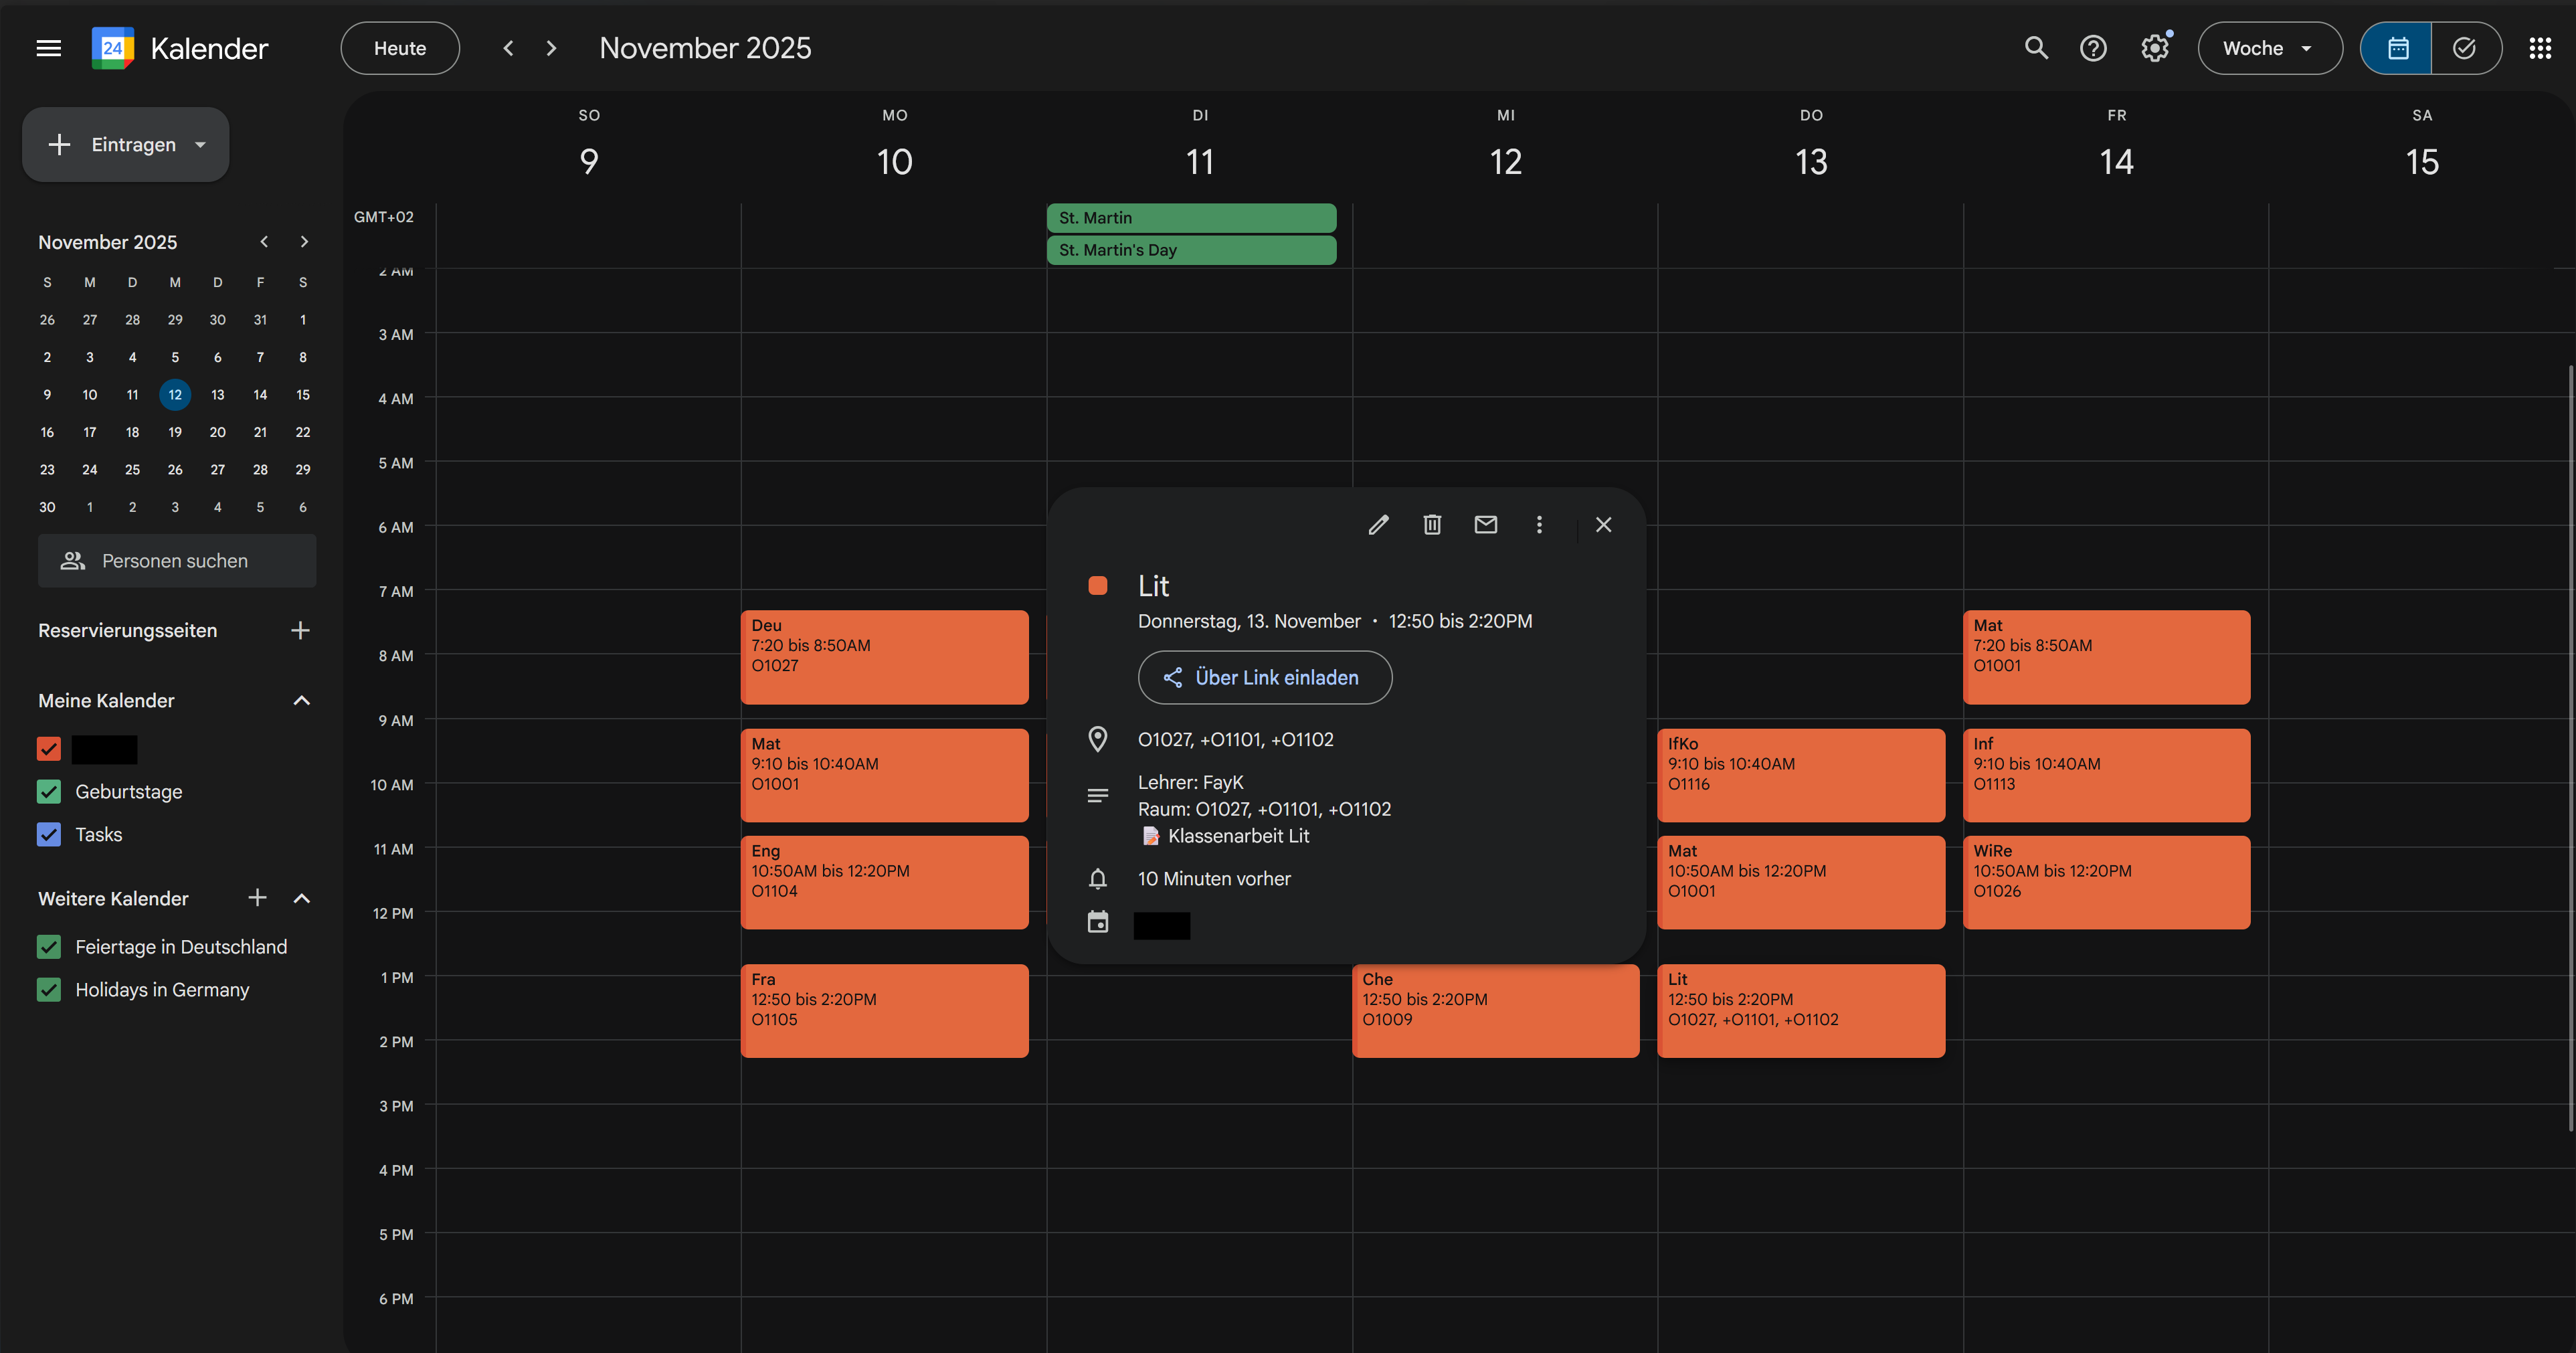 24 Kalender
Heute
November 2025
Woche
Eintragen
November 2025
S M D M D F S
26 27 28 29 30 31 1
2 3 4 5 6 7 8
9 10 11 12 13 14 15
16 17 18 19 20 21 22
23 24 25 26 27 28 29
30 1 2 3 4 5 6
Personen suchen
Reservierungsseiten
Meine Kalender
Geburtstage
Tasks
Weitere Kalender
Feiertage in Deutschland
Holidays in Germany
SO MO DI MI DO FR SA
9 10 11 12 13 14 15
GMT+02
St. Martin
St. Martin's Day
2 AM
3 AM
4 AM
5 AM
6 AM
7 AM
8 AM
9 AM
10 AM
11 AM
12 PM
1 PM
2 PM
3 PM
4 PM
5 PM
6 PM
Deu
7:20 bis 8:50AM
O1027
Mat
9:10 bis 10:40AM
O1001
Eng
10:50AM bis 12:20PM
O1104
Fra
12:50 bis 2:20PM
O1105
Lit
Donnerstag, 13. November · 12:50 bis 2:20PM
Über Link einladen
O1027, +O1101, +O1102
Lehrer: FayK
Raum: O1027, +O1101, +O1102
📝 Klassenarbeit Lit
10 Minuten vorher
Che
12:50 bis 2:20PM
O1009
IfKo
9:10 bis 10:40AM
O1116
Mat
10:50AM bis 12:20PM
O1001
Lit
12:50 bis 2:20PM
O1027, +O1101, +O1102
Mat
7:20 bis 8:50AM
O1001
Inf
9:10 bis 10:40AM
O1113
WiRe
10:50AM bis 12:20PM
O1026